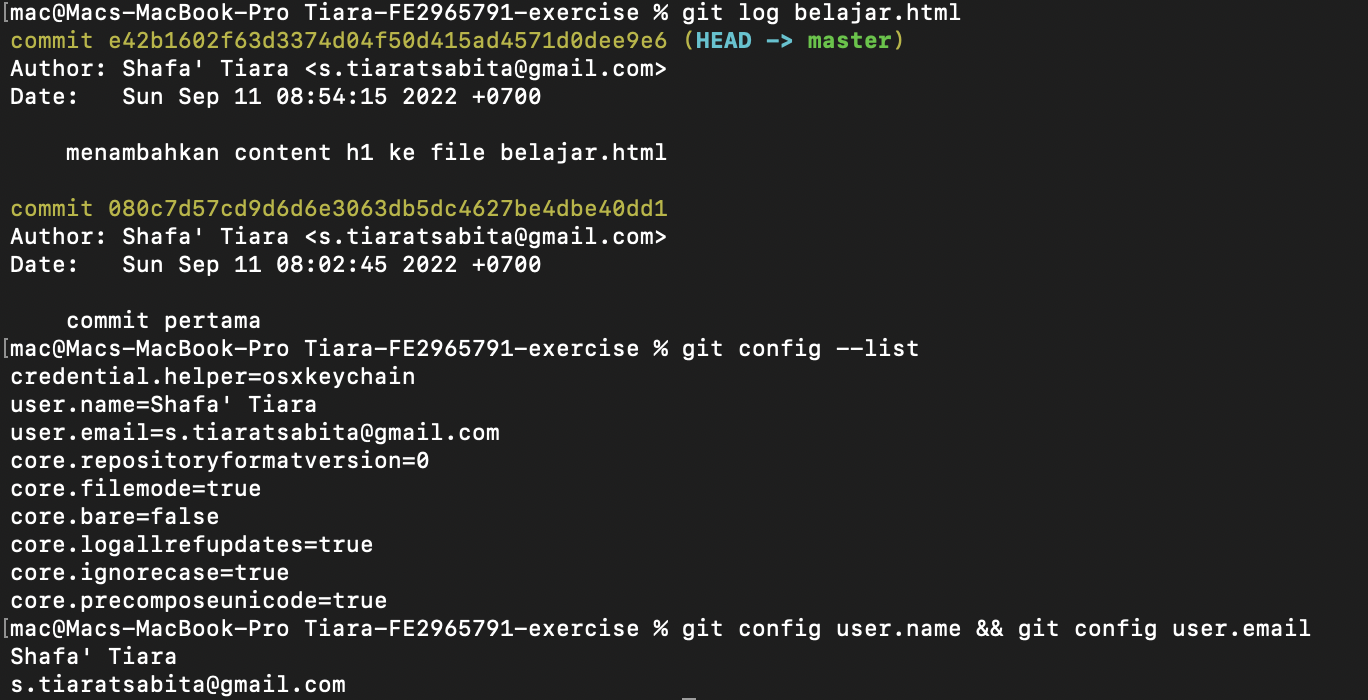 [mac@Macs-MacBook-Pro Tiara-FE2965791-exercise % git log belajar.html
commit e42b1602f63d3374d04f50d415ad4571d0dee9e6 (HEAD -> master)
Author: Shafa' Tiara <s.tiaratsabita@gmail.com>
Date:   Sun Sep 11 08:54:15 2022 +0700
    menambahkan content h1 ke file belajar.html
commit 080c7d57cd9d6d6e3063db5dc4627be4dbe40dd1
Author: Shafa' Tiara <s.tiaratsabita@gmail.com>
Date:   Sun Sep 11 08:02:45 2022 +0700
    commit pertama
[mac@Macs-MacBook-Pro Tiara-FE2965791-exercise % git config --list
credential.helper=osxkeychain
user.name=Shafa' Tiara
user.email=s.tiaratsabita@gmail.com
core.repositoryformatversion=0
core.filemode=true
core.bare=false
core.logallrefupdates=true
core.ignorecase=true
core.precomposeunicode=true
[mac@Macs-MacBook-Pro Tiara-FE2965791-exercise % git config user.name && git config user.email
Shafa' Tiara
s.tiaratsabita@gmail.com